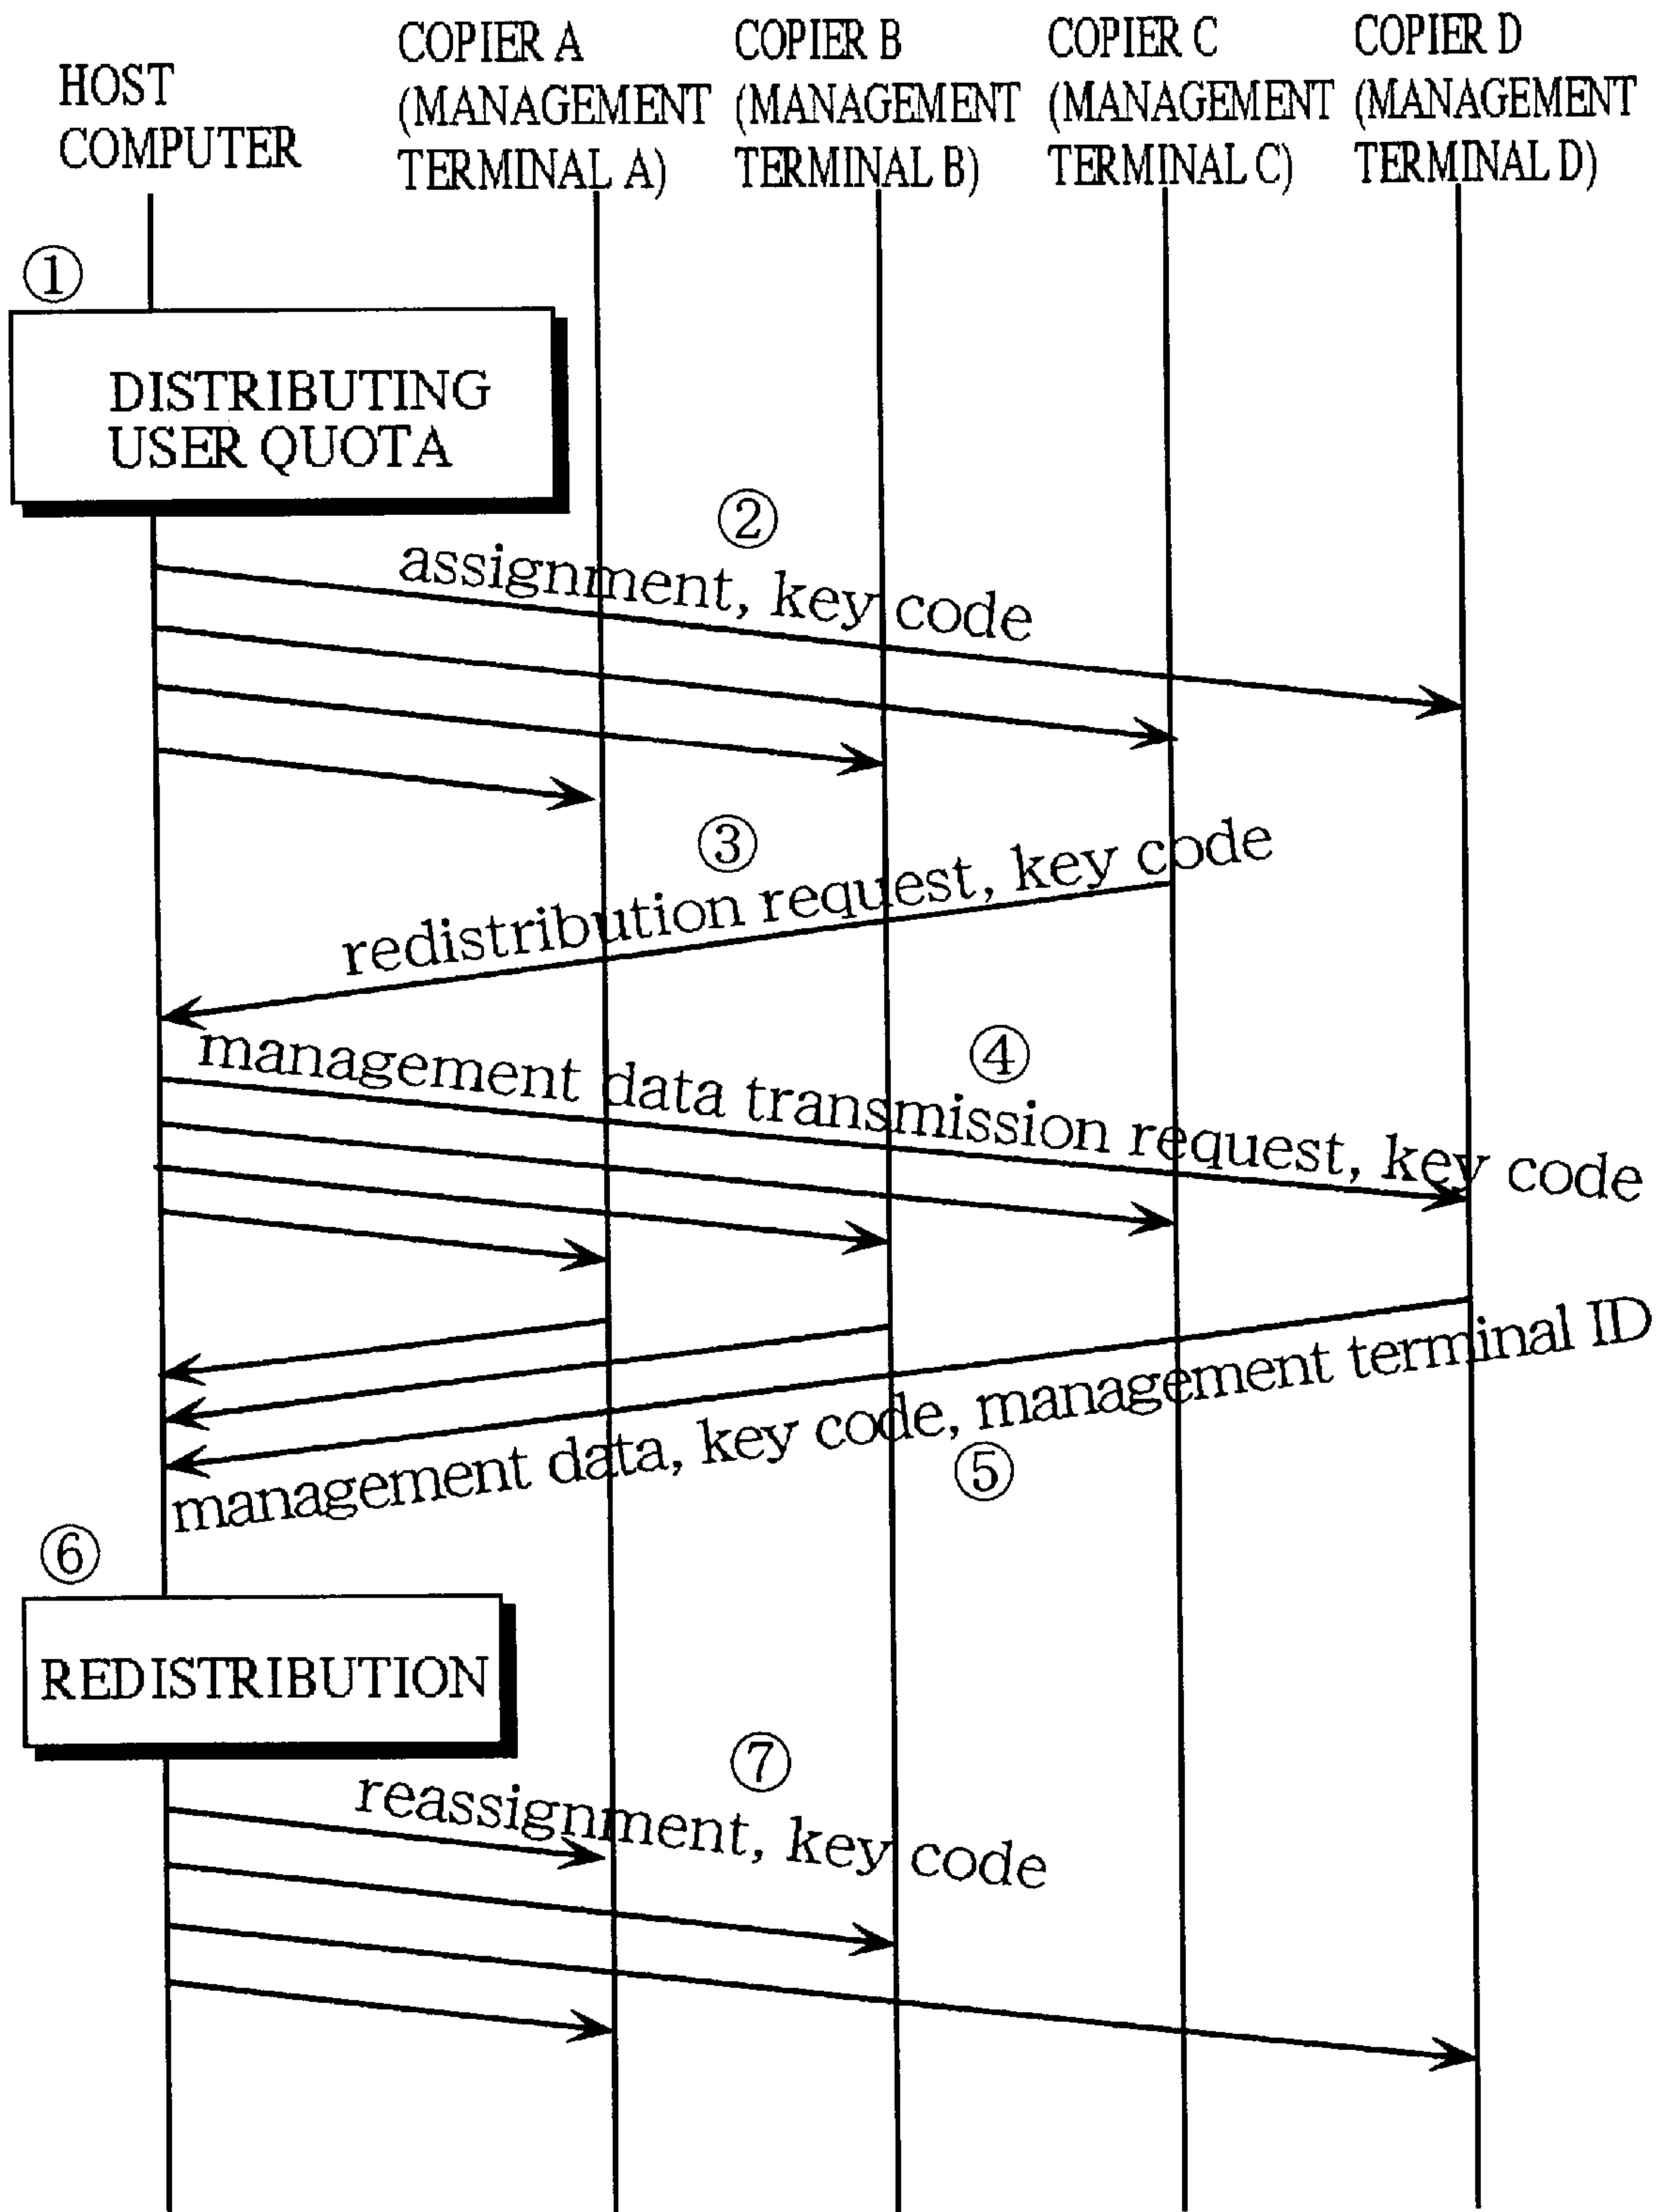 HOST
COMPUTER
COPIER A
(MANAGEMENT
TERMINAL A)
COPIER B
(MANAGEMENT
TERMINAL B)
COPIER C
(MANAGEMENT
TERMINAL C)
COPIER D
(MANAGEMENT
TERMINAL D)
①
DISTRIBUTING
USER QUOTA
②
assignment, key code
③
redistribution request, key code
④
management data transmission request, key code
management data, key code, management terminal ID
⑤
⑥
REDISTRIBUTION
⑦
reassignment, key code